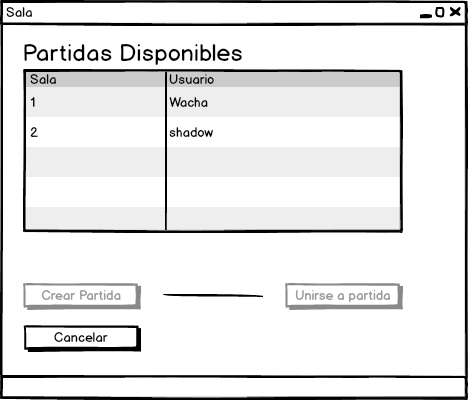 Sala
Partidas Disponibles
Sala Usuario
1 Wacha
2 shadow
Crear Partida Unirse a partida
Cancelar